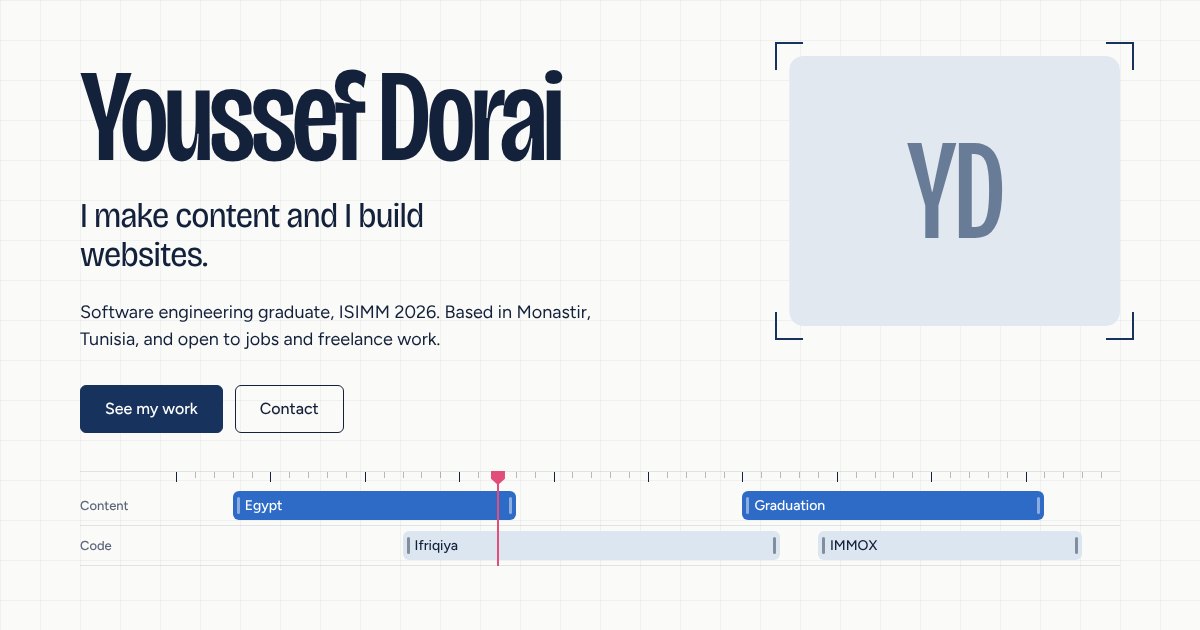 Youssef Dorai
YD
I make content and I build
websites.
Software engineering graduate, ISIMM 2026. Based in Monastir,
Tunisia, and open to jobs and freelance work.
See my work
Contact
Content
Egypt
Graduation
Code
Ifriqiya
IMMOX